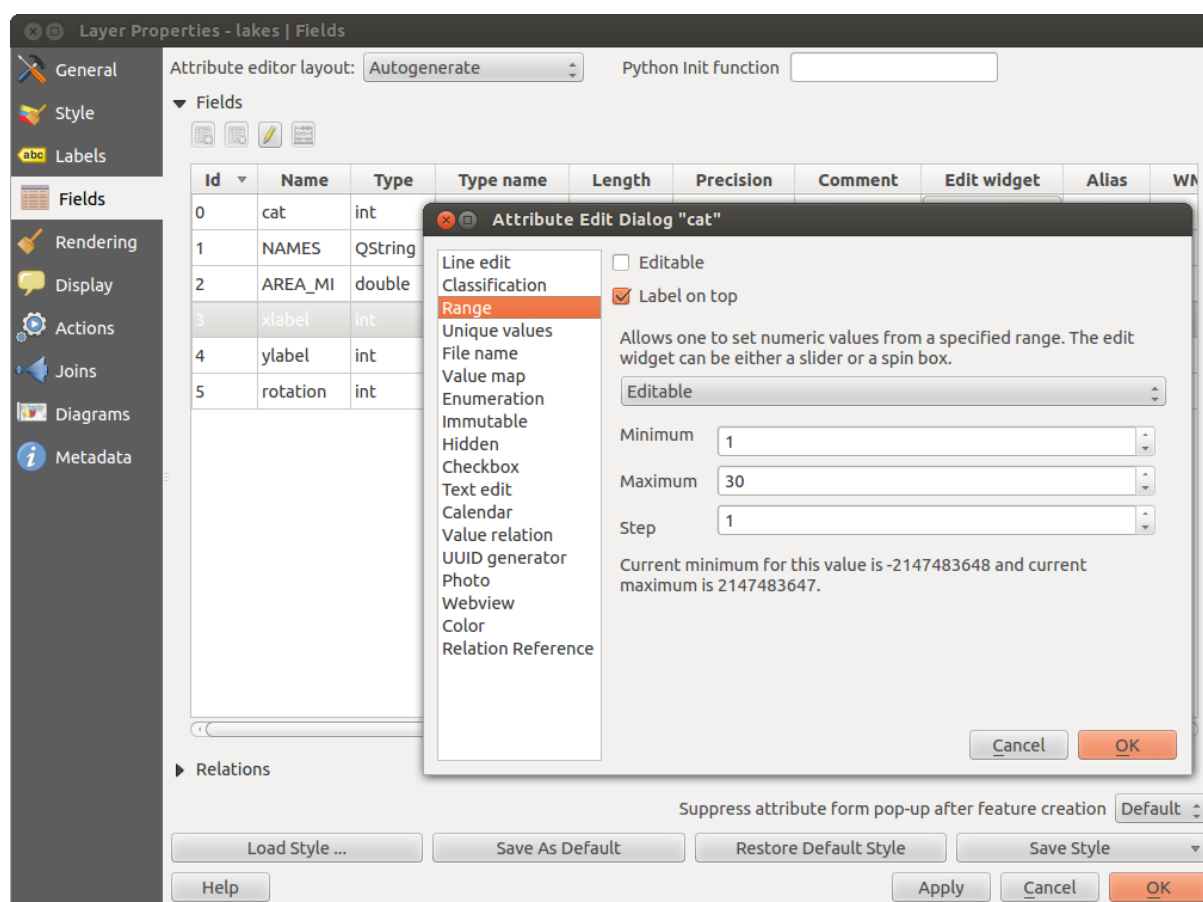 Layer Properties - lakes | Fields
General
Style
Labels
Fields
Rendering
Display
Actions
Joins
Diagrams
Metadata
abc
Attribute editor layout: Autogenerate Python Init function
Fields
Id Name Type Type name Length Precision Comment Edit widget Alias WM
0 cat int
1 NAMES QString
2 AREA_MI double
3 xlabel int
4 ylabel int
5 rotation int
Attribute Edit Dialog "cat"
Line edit
Classification
Range
Unique values
File name
Value map
Enumeration
Immutable
Hidden
Checkbox
Text edit
Calendar
Value relation
UUID generator
Photo
Webview
Color
Relation Reference
Editable
Label on top
Allows one to set numeric values from a specified range. The edit
widget can be either a slider or a spin box.
Editable
Minimum 1
Maximum 30
Step 1
Current minimum for this value is -2147483648 and current
maximum is 2147483647.
Cancel OK
Relations
Suppress attribute form pop-up after feature creation Default
Load Style ... Save As Default Restore Default Style Save Style
Help Apply Cancel OK